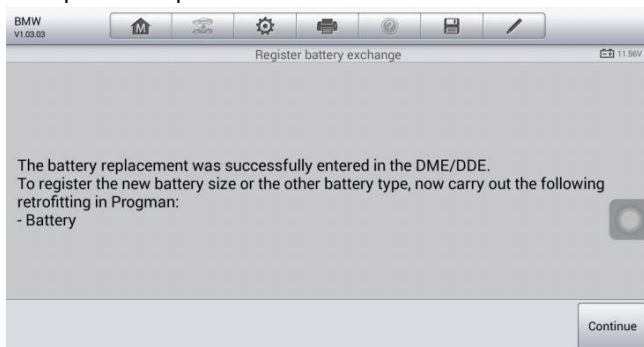 BMW
V1.03.03
M
Register battery exchange
11.56V
The battery replacement was successfully entered in the DME/DDE.
To register the new battery size or the other battery type, now carry out the following
retrofitting in Progman:
- Battery
Continue